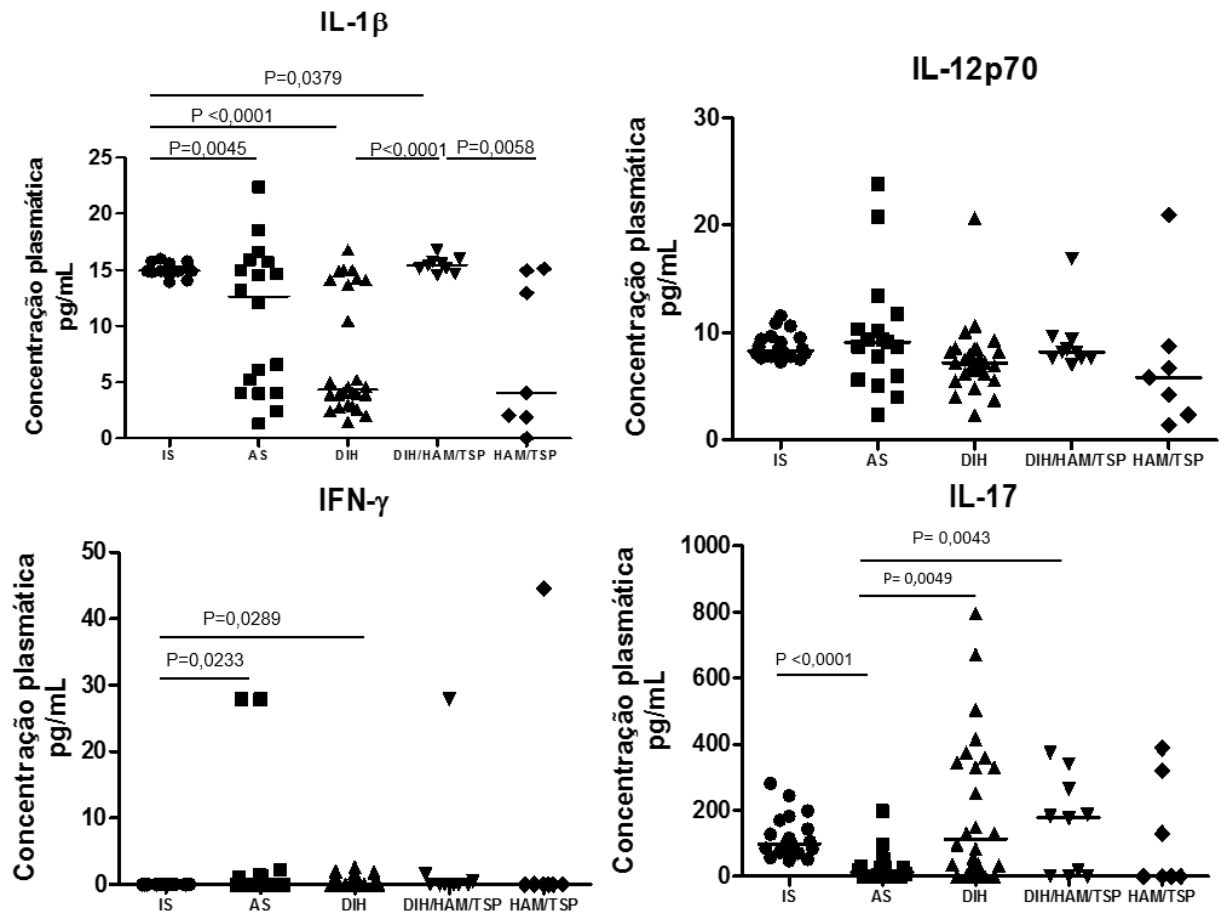 IL-1β
P=0,0379
P <0,0001
P=0,0045
P<0.0001
P=0,0058
Concentração plasmática
pg/mL
25
20
15
10
5
0
IS AS DIH DIH/HAM/TSP HAM/TSP
IL-12p70
Concentração plasmática
pg/mL
30
20
10
0
IS AS DIH DIH/HAM/TSP HAM/TSP
IFN-γ
Concentração plasmática
pg/mL
50
40
30
20
10
0
P=0,0289
P=0,0233
IS AS DIH DIH/HAM/TSP HAM/TSP
IL-17
Concentração plasmática
pg/mL
1000
800
600
400
200
0
P= 0,0043
P= 0,0049
P <0,0001
IS AS DIH DIH/HAM/TSP HAM/TSP